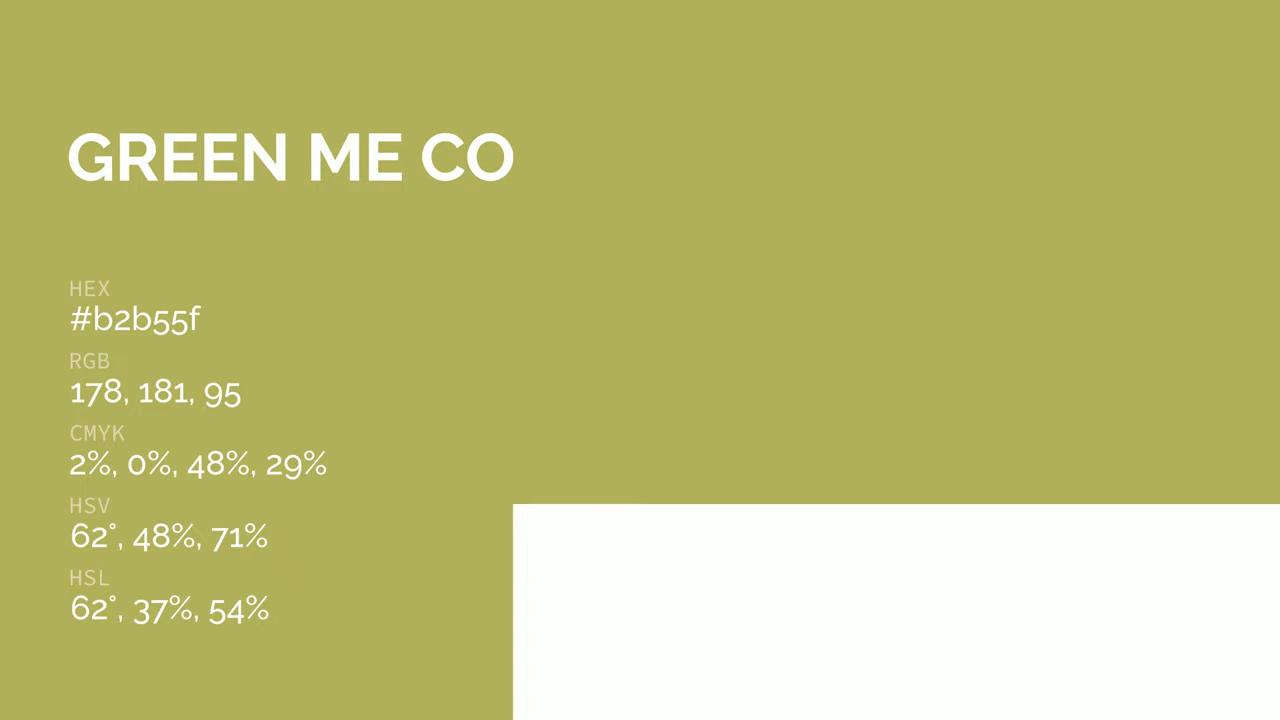 GREEN ME CO
HEX
#b2b55f
RGB
178, 181, 95
CMYK
2%, 0%, 48%, 29%
HSV
62°, 48%, 71%
HSL
62°, 37%, 54%